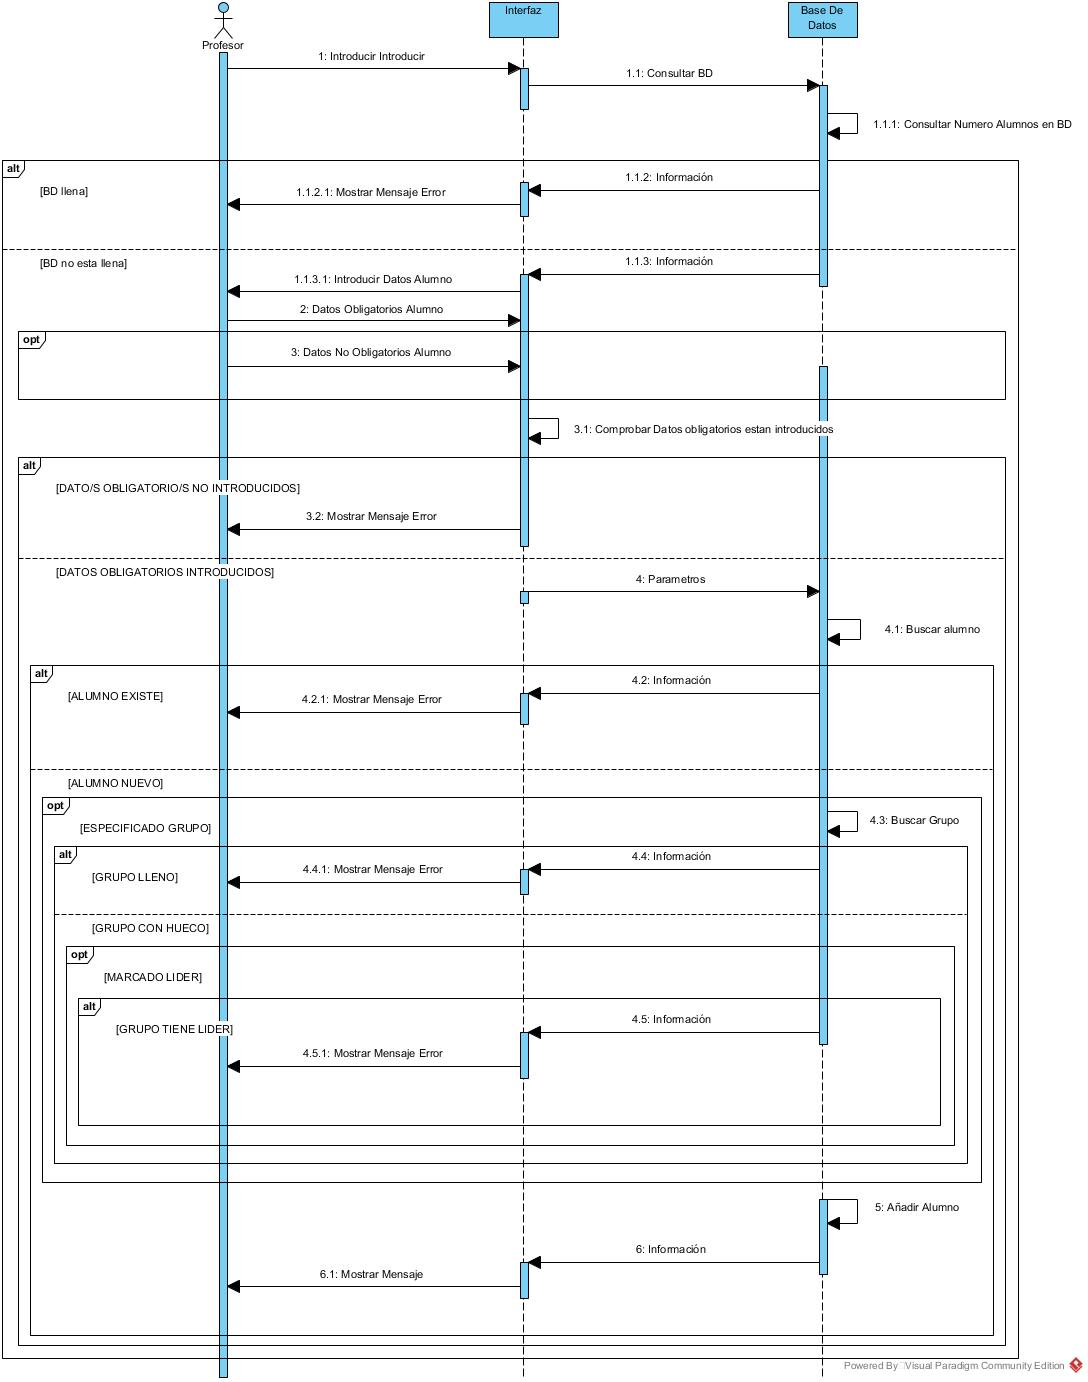 Profesor
Interfaz
Base De
Datos
1: Introducir Introducir
1.1: Consultar BD
1.1.1: Consultar Numero Alumnos en BD
alt
[BD llena]
1.1.2: Información
1.1.2.1: Mostrar Mensaje Error
[BD no esta llena]
1.1.3: Información
1.1.3.1: Introducir Datos Alumno
2: Datos Obligatorios Alumno
opt
3: Datos No Obligatorios Alumno
3.1: Comprobar Datos obligatorios estan introducidos
alt
[DATO/S OBLIGATORIO/S NO INTRODUCIDOS]
3.2: Mostrar Mensaje Error
[DATOS OBLIGATORIOS INTRODUCIDOS]
4: Parametros
4.1: Buscar alumno
alt
[ALUMNO EXISTE]
4.2: Información
4.2.1: Mostrar Mensaje Error
[ALUMNO NUEVO]
opt
[ESPECIFICADO GRUPO]
4.3: Buscar Grupo
alt
[GRUPO LLENO]
4.4: Información
4.4.1: Mostrar Mensaje Error
[GRUPO CON HUECO]
opt
[MARCADO LIDER]
alt
[GRUPO TIENE LIDER]
4.5: Información
4.5.1: Mostrar Mensaje Error
5: Añadir Alumno
6: Información
6.1: Mostrar Mensaje
Powered By Visual Paradigm Community Edition